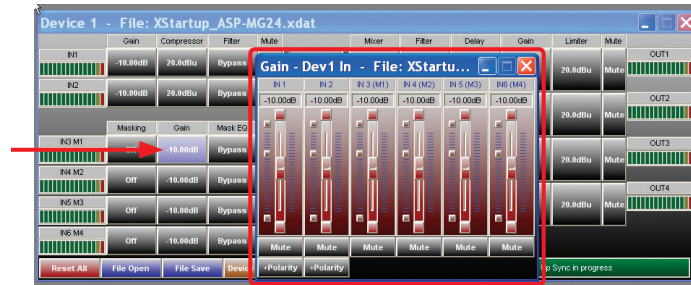 Device 1 - File: XStartup_ASP-MG24.xdat
Gain Compressor Filter Mute Mixer Filter Delay Gain Limiter Mute
IN1 -10.00dB 20.0dBu Bypass 20.0dBu Mute OUT1
IN2 -10.00dB 20.0dBu Bypass 20.0dBu Mute OUT2
Masking Gain Mask EQ
IN3 M1 Off -10.00dB Bypass 20.0dBu Mute OUT3
IN4 M2 Off -10.00dB Bypass 20.0dBu Mute OUT4
IN5 M3 Off -10.00dB Bypass
IN6 M4 Off -10.00dB Bypass
Reset All File Open File Save Device Sync in progress
Gain - Dev1 In - File: XStartu...
IN 1 IN 2 IN 3 (M1) IN 4 (M2) IN 5 (M3) IN6 (M4)
-10.00dB -10.00dB -10.00dB -10.00dB -10.00dB -10.00dB
Mute Mute Mute Mute Mute Mute
+Polarity +Polarity